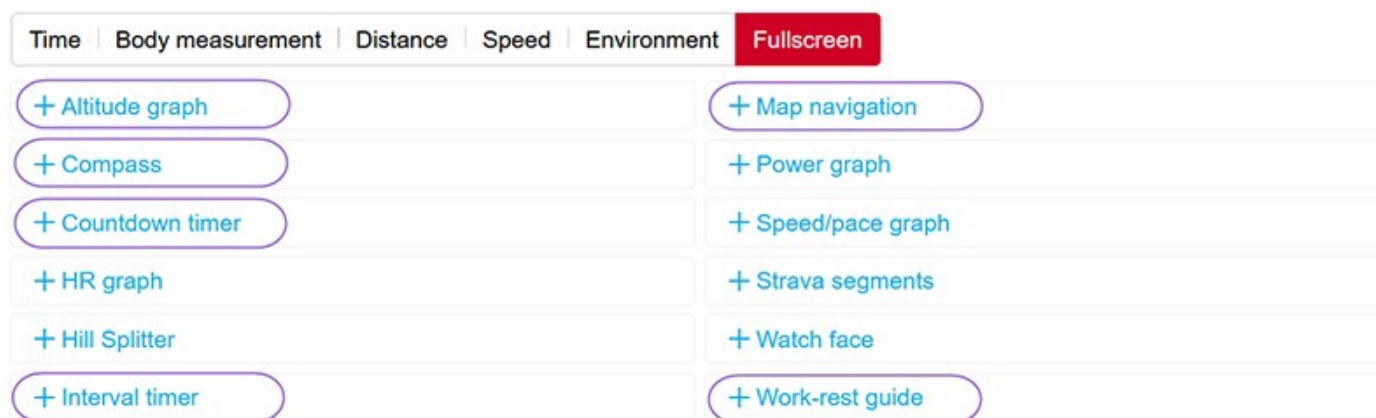 Time Body measurement Distance Speed Environment Fullscreen
+ Altitude graph
+ Compass
+ Countdown timer
+ HR graph
+ Hill Splitter
+ Interval timer
+ Map navigation
+ Power graph
+ Speed/pace graph
+ Strava segments
+ Watch face
+ Work-rest guide